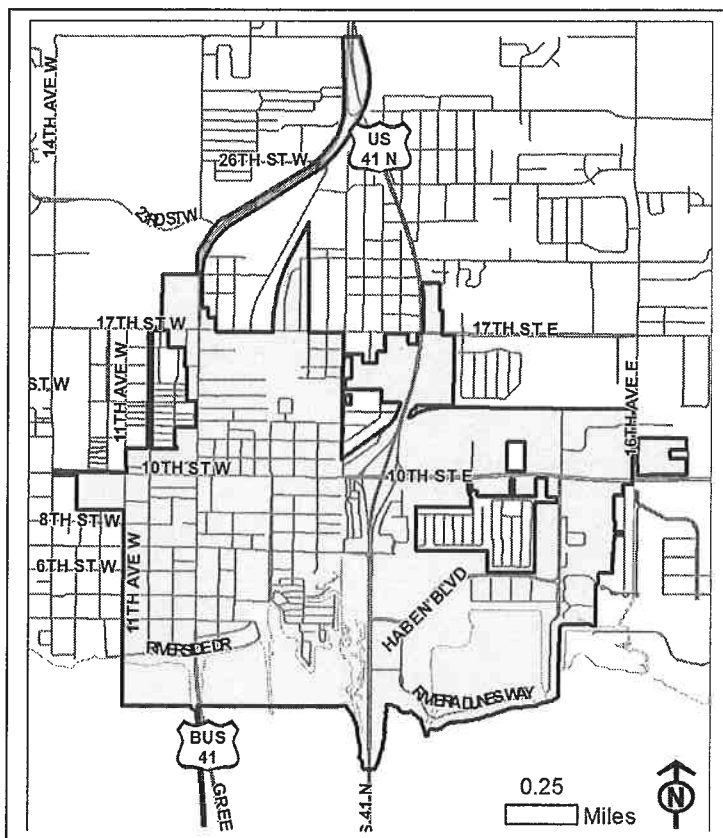 14TH AVE W
US
41 N
26TH ST W
23RD ST W
17TH ST W
17TH ST E
11TH AVE W
ST W
16TH AVE E
10TH ST W
10TH ST E
8TH ST W
6TH ST W
11TH AVE W
HABEN BLVD
RIVERSIDE DR
RIVIERA DUNES WAY
BUS
41
GREE
S 41 N
0.25
Miles
N